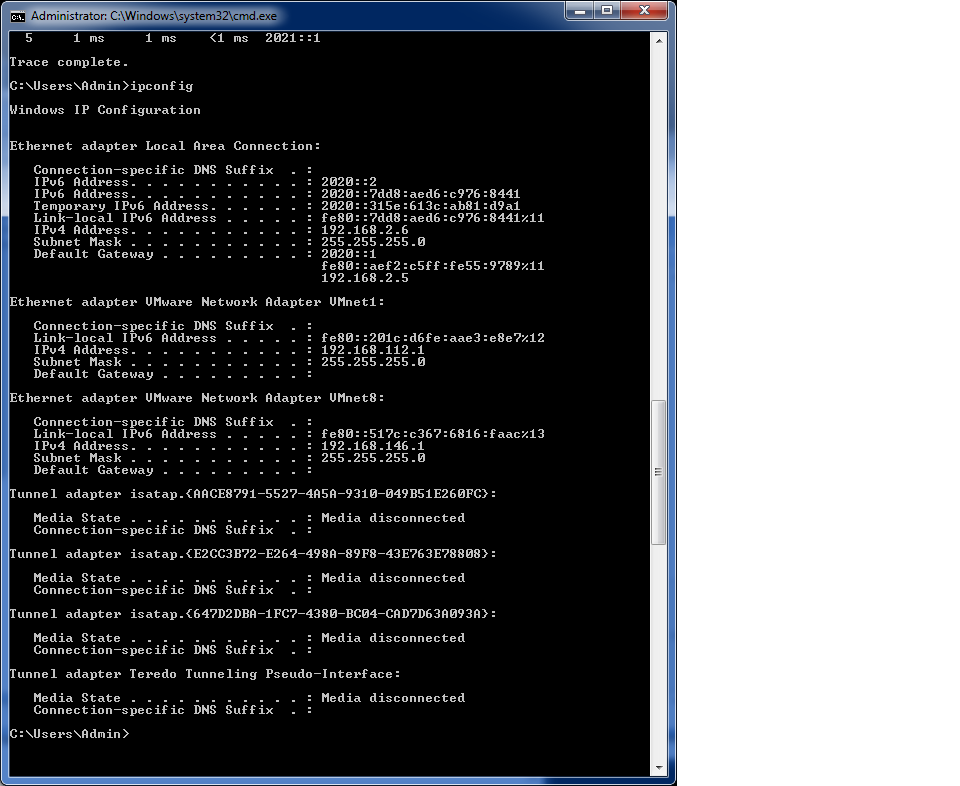 Administrator: C:\Windows\system32\cmd.exe
5 1 ms 1 ms <1 ms 2021::1
Trace complete.
C:\Users\Admin>ipconfig
Windows IP Configuration
Ethernet adapter Local Area Connection:
Connection-specific DNS Suffix . :
IPv6 Address. . . . . . . . . . . : 2020::2
IPv6 Address. . . . . . . . . . . : 2020::7dd8:aed6:c976:8441
Temporary IPv6 Address. . . . . . : 2020::315e:613c:ab81:d9a1
Link-local IPv6 Address . . . . . : fe80::7dd8:aed6:c976:8441%11
IPv4 Address. . . . . . . . . . . : 192.168.2.6
Subnet Mask . . . . . . . . . . . : 255.255.255.0
Default Gateway . . . . . . . . . : 2020::1
fe80::aef2:c5ff:fe55:9789%11
192.168.2.5
Ethernet adapter VMware Network Adapter VMnet1:
Connection-specific DNS Suffix . :
Link-local IPv6 Address . . . . . : fe80::201c:d6fe:aae3:e8e7%12
IPv4 Address. . . . . . . . . . . : 192.168.112.1
Subnet Mask . . . . . . . . . . . : 255.255.255.0
Default Gateway . . . . . . . . . :
Ethernet adapter VMware Network Adapter VMnet8:
Connection-specific DNS Suffix . :
Link-local IPv6 Address . . . . . : fe80::517c:c367:6816:faac%13
IPv4 Address. . . . . . . . . . . : 192.168.146.1
Subnet Mask . . . . . . . . . . . : 255.255.255.0
Default Gateway . . . . . . . . . :
Tunnel adapter isatap.{AACE8791-5527-4A5A-9310-049B51E260FC}:
Media State . . . . . . . . . . . : Media disconnected
Connection-specific DNS Suffix . :
Tunnel adapter isatap.{E2CC3B72-E264-498A-89F8-43E763E78808}:
Media State . . . . . . . . . . . : Media disconnected
Connection-specific DNS Suffix . :
Tunnel adapter isatap.{647D2DBA-1FC7-4380-BC04-CAD7D63A093A}:
Media State . . . . . . . . . . . : Media disconnected
Connection-specific DNS Suffix . :
Tunnel adapter Teredo Tunneling Pseudo-Interface:
Media State . . . . . . . . . . . : Media disconnected
Connection-specific DNS Suffix . :
C:\Users\Admin>